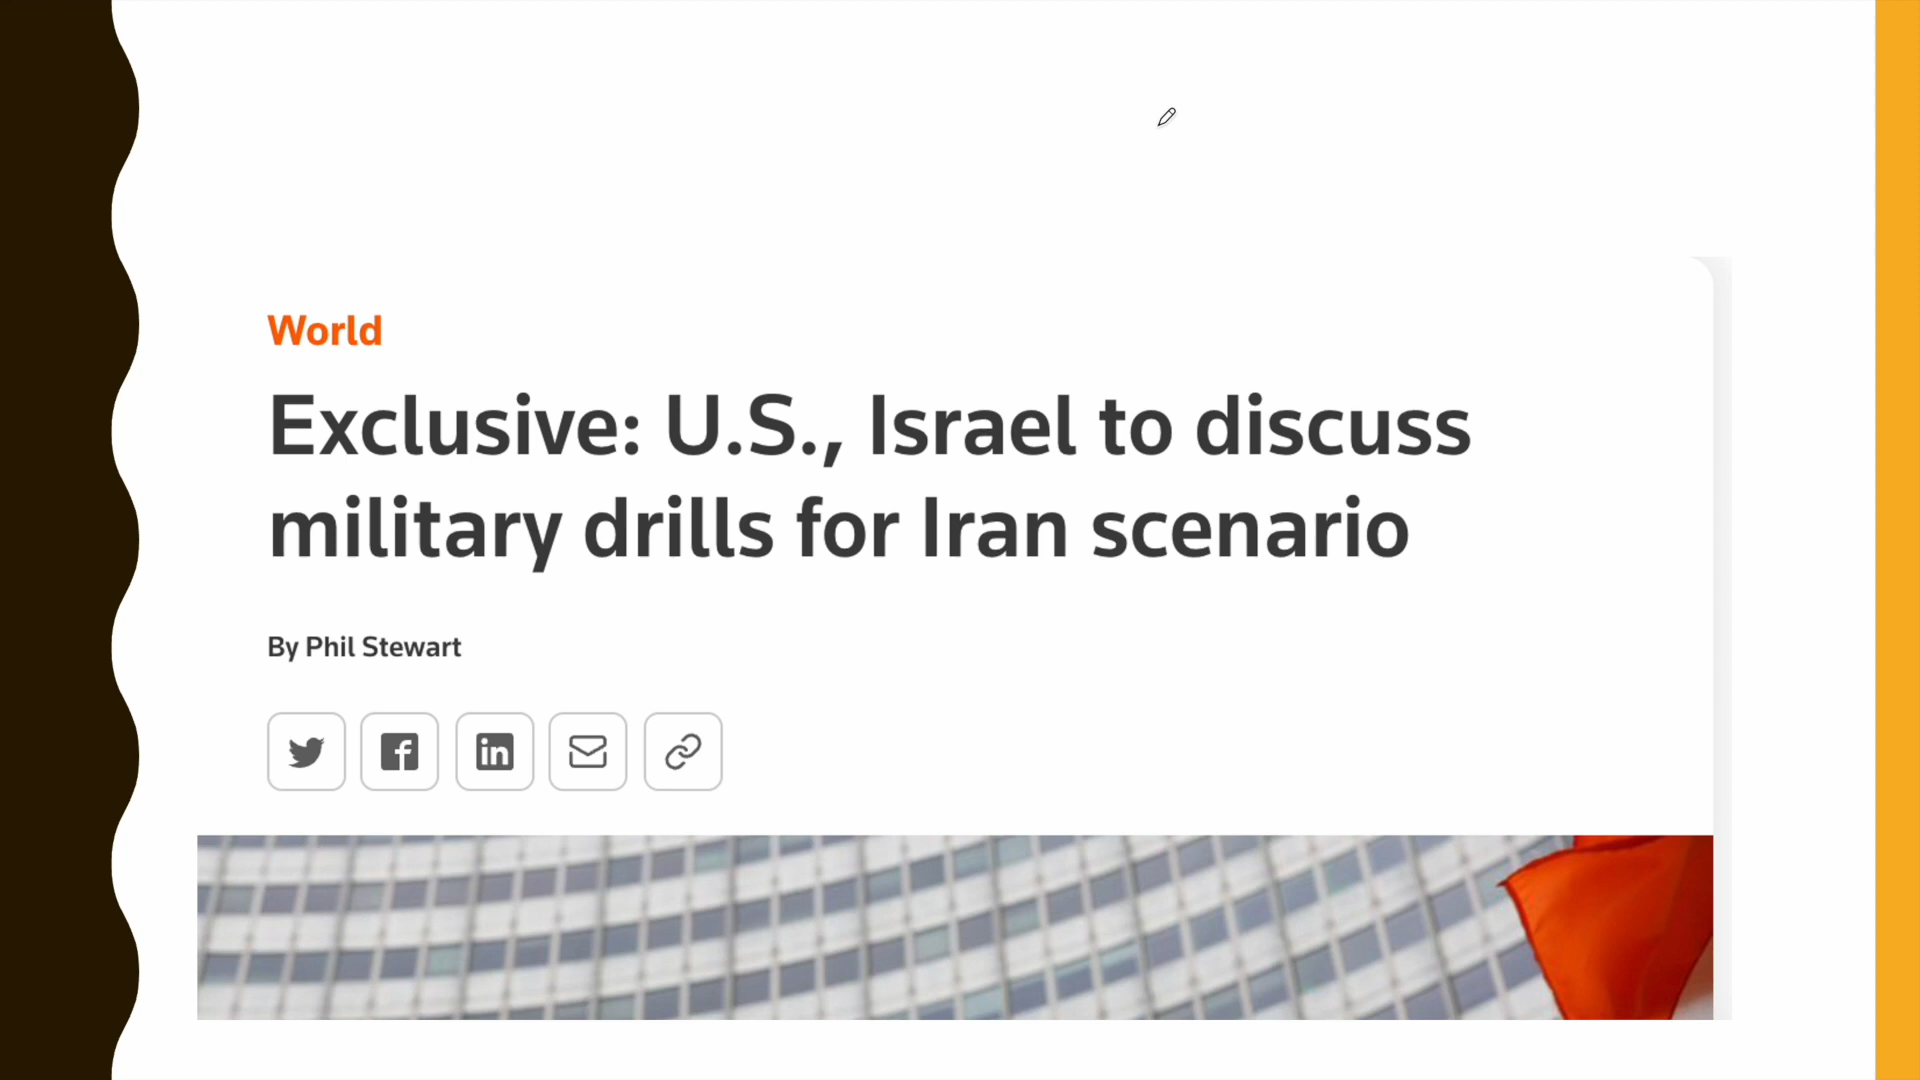 World
Exclusive: U.S., Israel to discuss
military drills for Iran scenario
By Phil Stewart